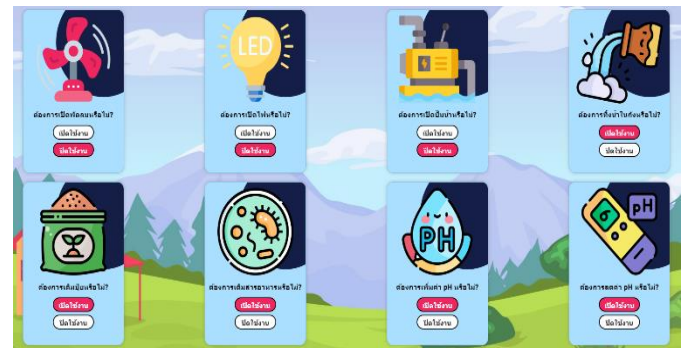 LED
ต้องการเปิดพัดลมหรือไม่?
เปิดใช้งาน
ปิดใช้งาน
ต้องการเปิดไฟหรือไม่?
เปิดใช้งาน
ปิดใช้งาน
ต้องการเปิดปั๊มน้ำหรือไม่?
เปิดใช้งาน
ปิดใช้งาน
ต้องการทิ้งน้ำในถังหรือไม่?
เปิดใช้งาน
ปิดใช้งาน
PH
6
pH
ต้องการเติมปุ๋ยหรือไม่?
เปิดใช้งาน
ปิดใช้งาน
ต้องการเติมสารอาหารหรือไม่?
เปิดใช้งาน
ปิดใช้งาน
ต้องการเพิ่มค่า pH หรือไม่?
เปิดใช้งาน
ปิดใช้งาน
ต้องการลดค่า pH หรือไม่?
เปิดใช้งาน
ปิดใช้งาน